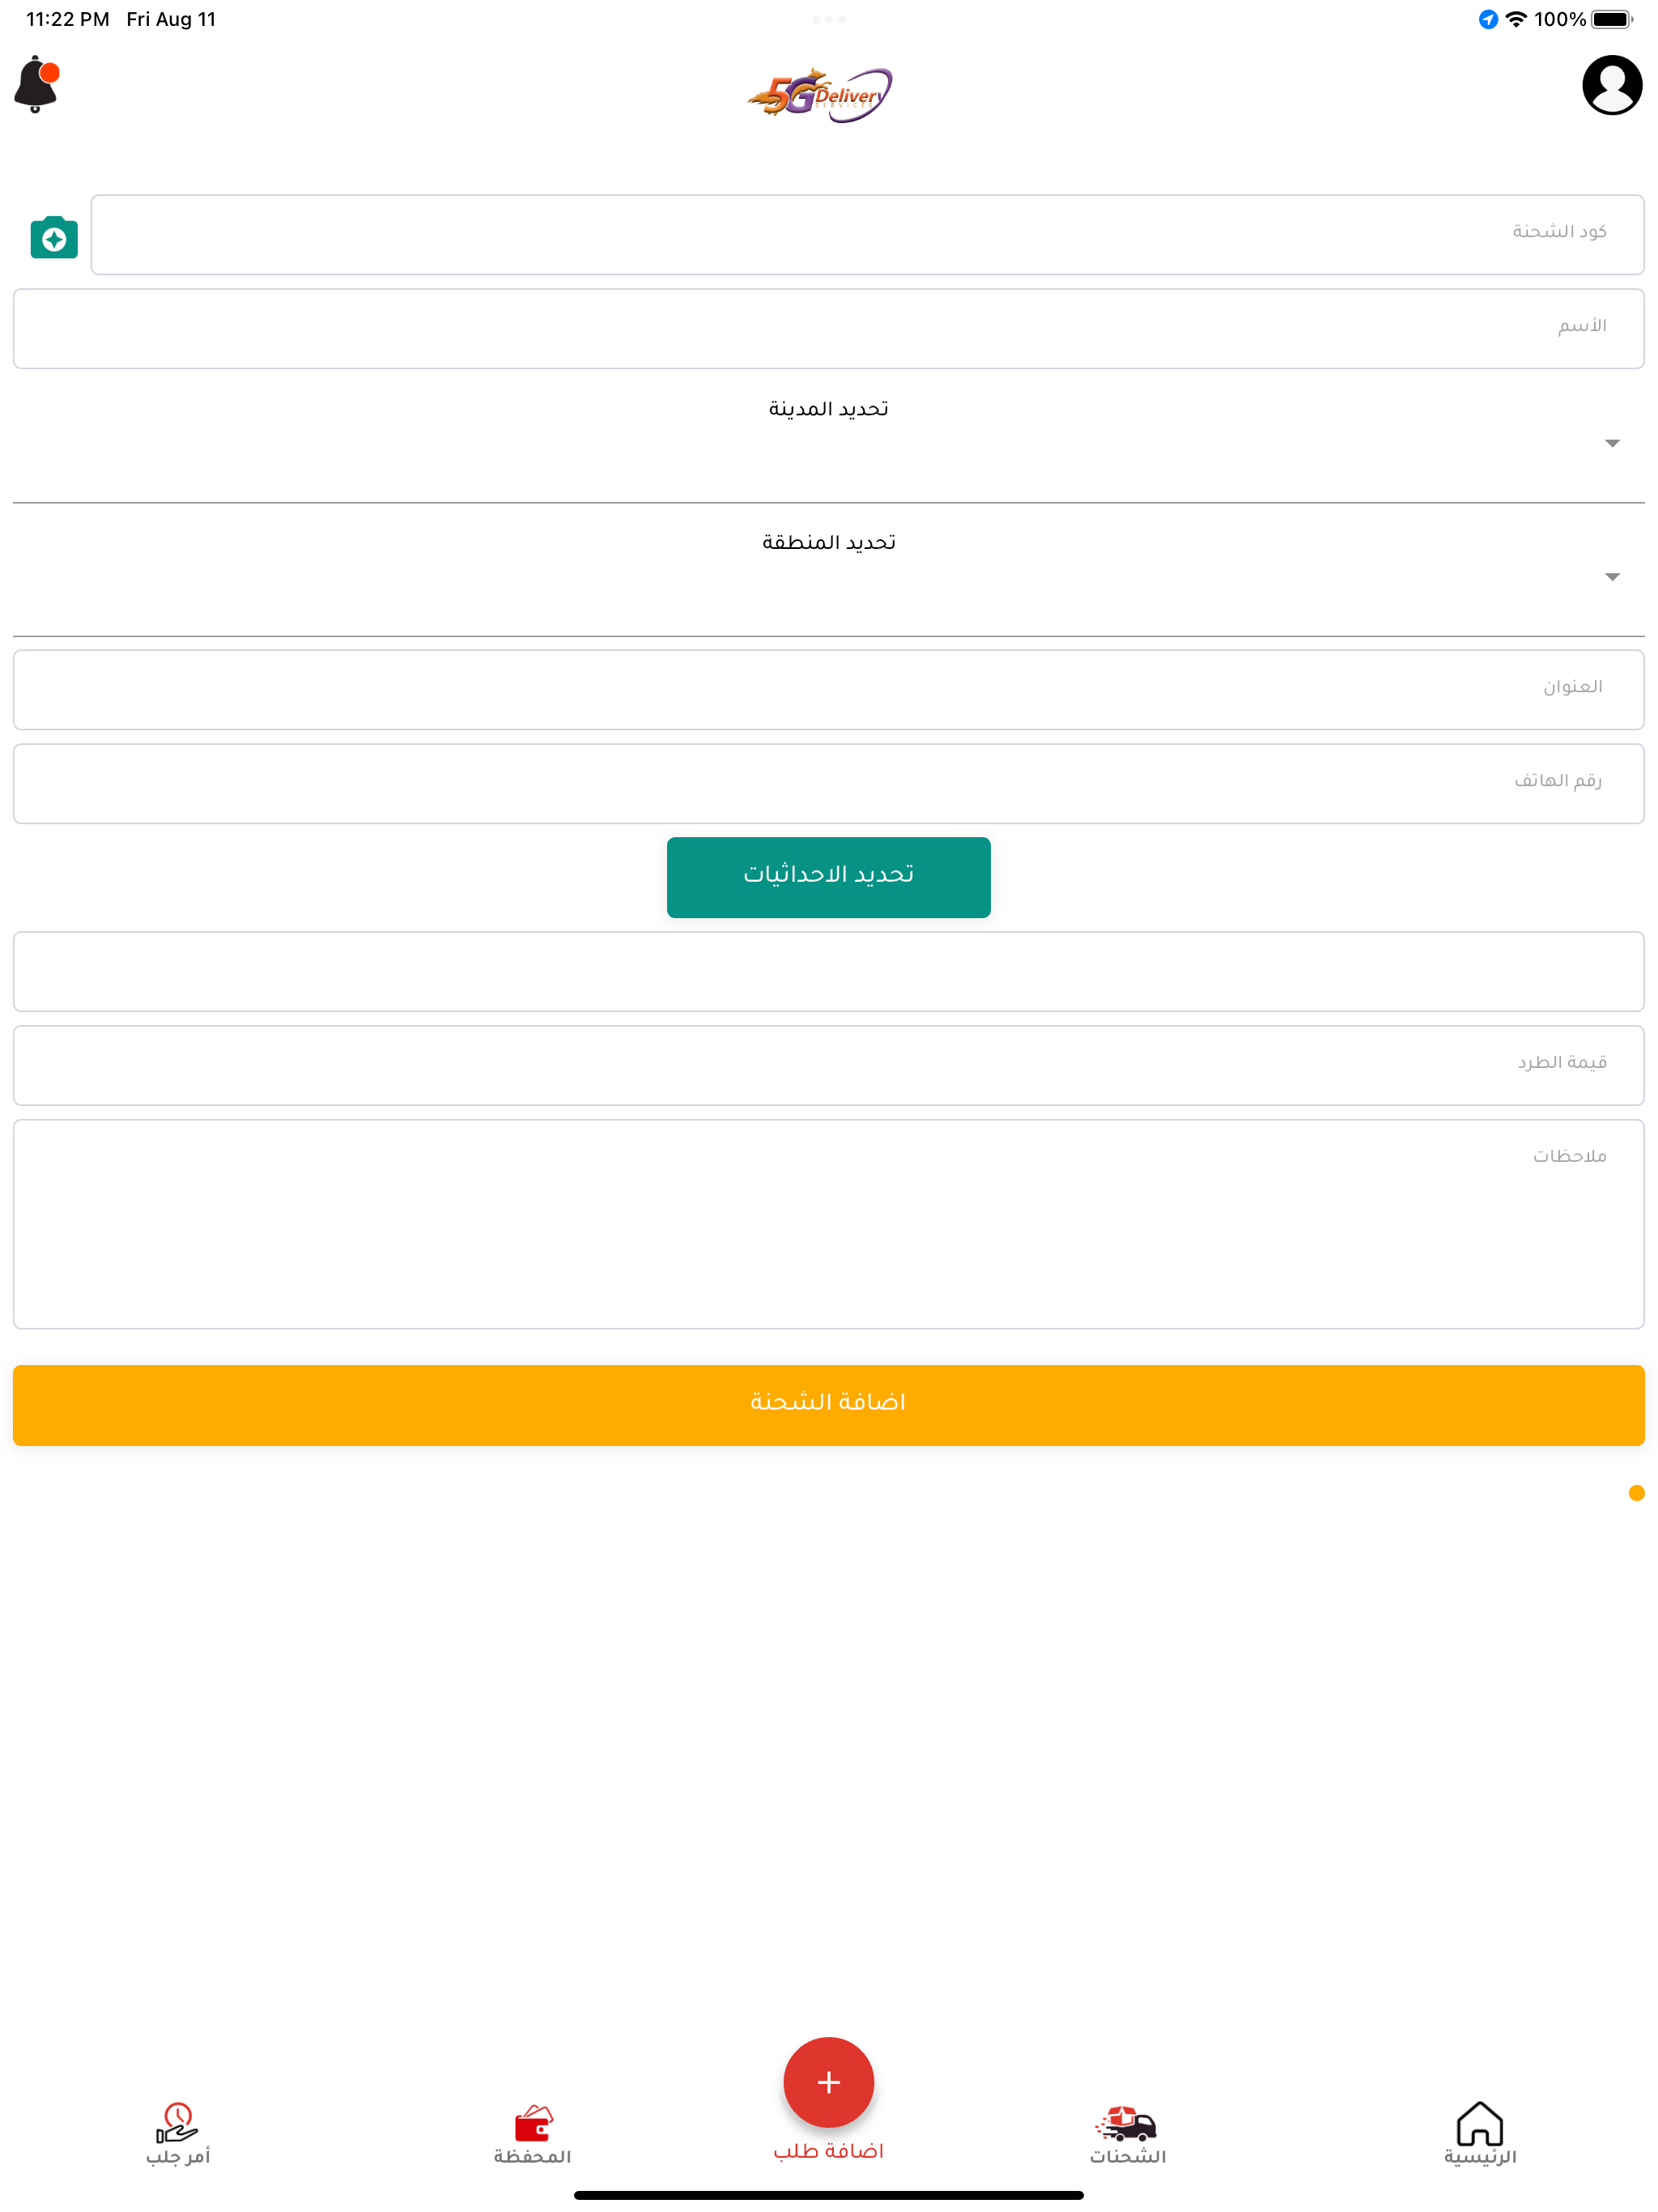 11:22 PM Fri Aug 11
100%
5G Delivery
SERVICES
كود الشحنة
الأسم
تحديد المدينة
تحديد المنطقة
العنوان
رقم الهاتف
تحديد الاحداثيات
قيمة الطرد
ملاحظات
اضافة الشحنة
الرئيسية
الشحنات
اضافة طلب
المحفظة
أمر جلب